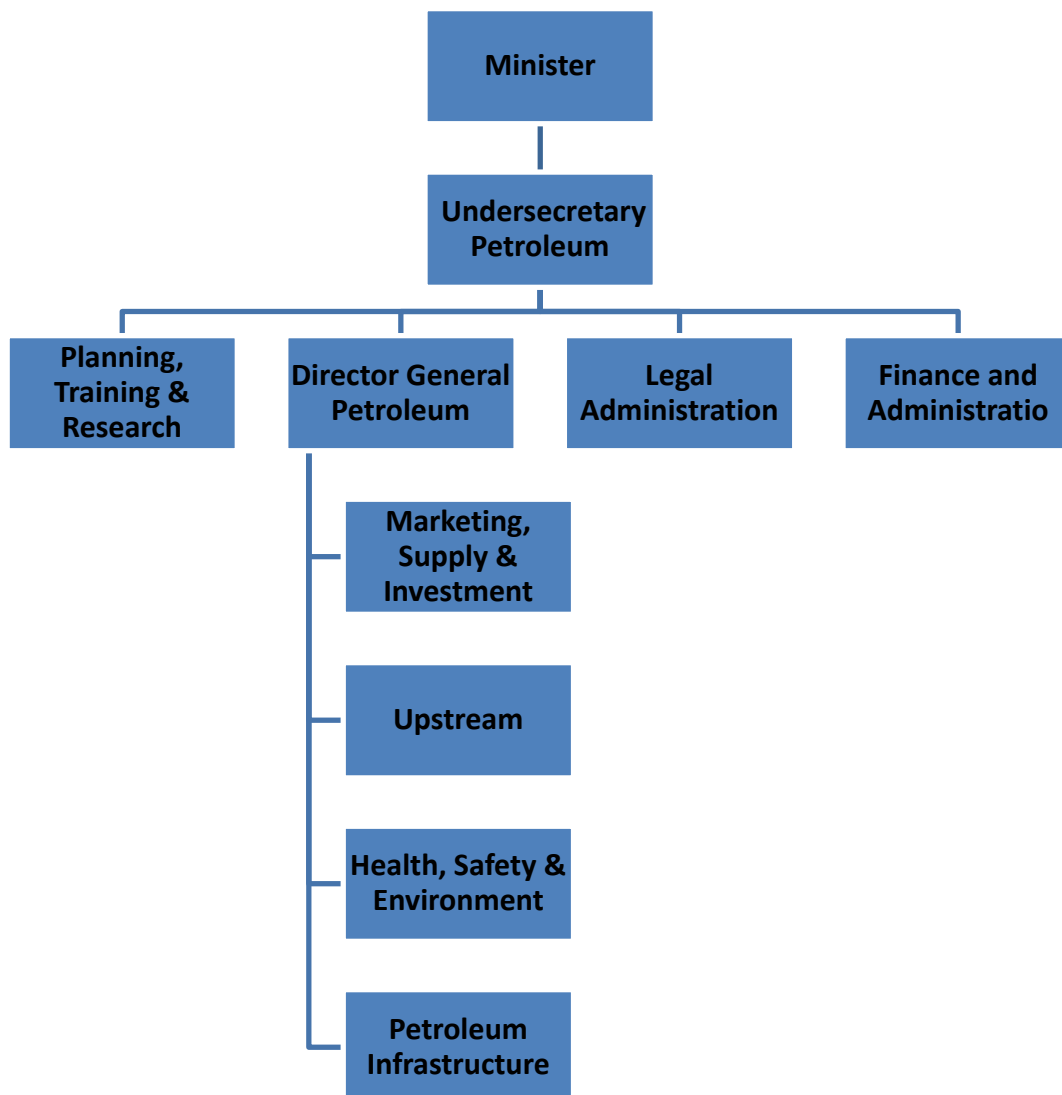 Minister
Undersecretary
Petroleum
Planning,
Training &
Research
Director General
Petroleum
Legal
Administration
Finance and
Administratio
Marketing,
Supply &
Investment
Upstream
Health, Safety &
Environment
Petroleum
Infrastructure